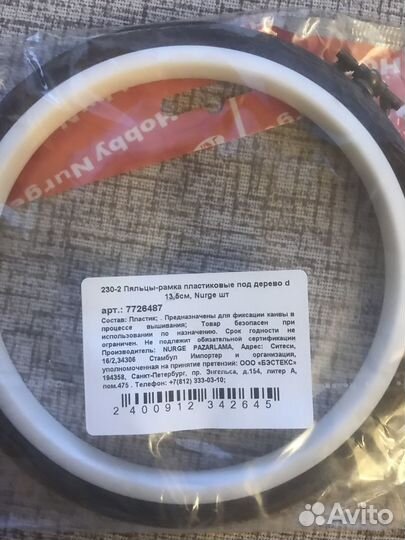 Hobby Nurge
230-2 Пяльцы-рамка пластиковые под дерево d
13,5см, Nurge шт
арт.: 7726487
Состав: Пластик; . Предназначены для фиксации канвы в
процессе вышивания; Товар безопасен при
использовании по назначению. Срок годности не
ограничен. Не подлежит обязательной сертификации
Производитель: NURGE PAZARLAMA, Адрес: Ситеси,
16/2,34306 Стамбул Импортер и организация,
уполномоченная на принятие претензий: ООО «БЭСТЕКС»
194358, Санкт-Петербург, пр. Энгельса, д.154, литер А,
пом.475 . Телефон: +7(812) 333-03-10;
2 400912 342645
Avito